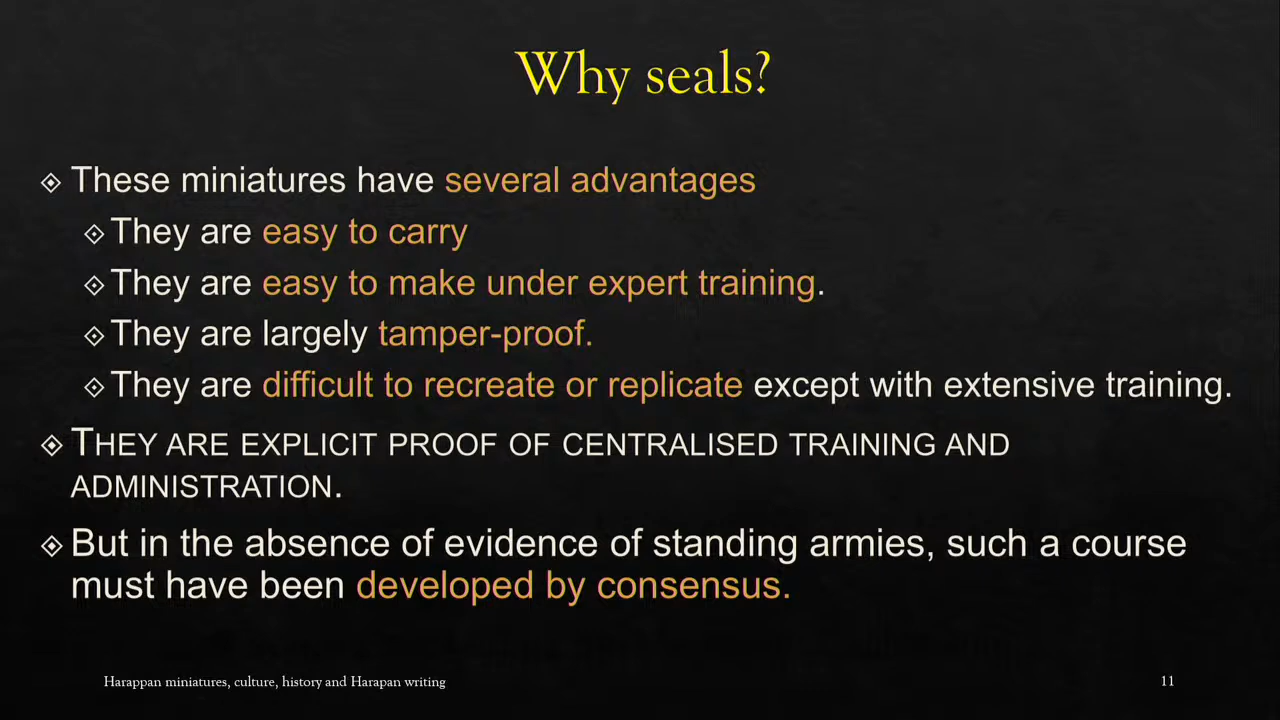 Why seals?
These miniatures have several advantages
They are easy to carry
They are easy to make under expert training.
They are largely tamper-proof.
They are difficult to recreate or replicate except with extensive training.
THEY ARE EXPLICIT PROOF OF CENTRALISED TRAINING AND
ADMINISTRATION.
But in the absence of evidence of standing armies, such a course
must have been developed by consensus.
Harappan miniatures, culture, history and Harapan writing
11